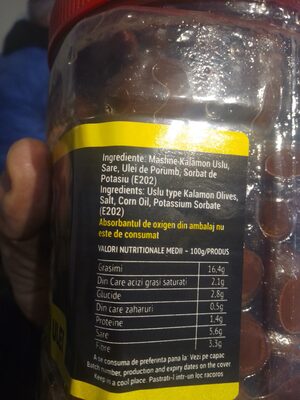 Ingrediente: Masline Kalamon Uslu,
Sare, Ulei de Porumb, Sorbat de
Potasiu (E202)
Ingredients: Uslu type Kalamon Olives,
Salt, Corn Oil, Potassium Sorbate
(E202)
Absorbantul de oxigen din ambalaj nu
este de consumat
VALORI NUTRITIONALE MEDII - 100g/PRODUS
Grasimi 16.4g
Din Care acizi grasi saturati 2.1g
Glucide 2.8g
Din care zaharuri 0.5g
Proteine 1.4g
Sare 5.6g
Fibre 3.3g
A se consuma de preferinta pana la: Vezi pe capac
Batch number, production and expiry dates on the cover
Keep in a cool place. Pastrati-l intr-un loc racoros